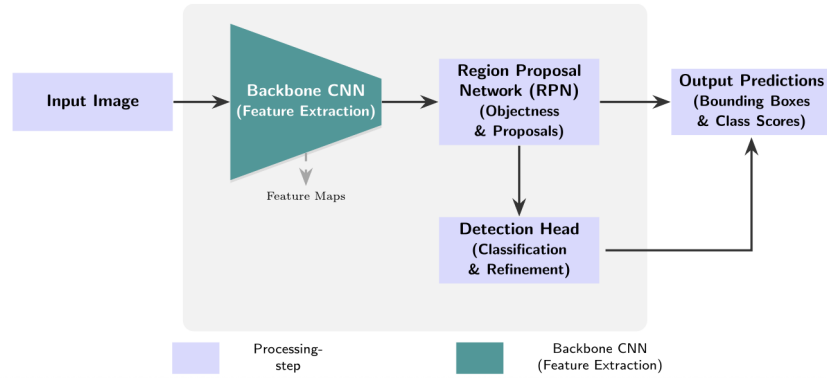 Input Image
Backbone CNN
(Feature Extraction)
Feature Maps
Region Proposal
Network (RPN)
(Objectness
& Proposals)
Detection Head
(Classification
& Refinement)
Output Predictions
(Bounding Boxes
& Class Scores)
Processing-
step
Backbone CNN
(Feature Extraction)